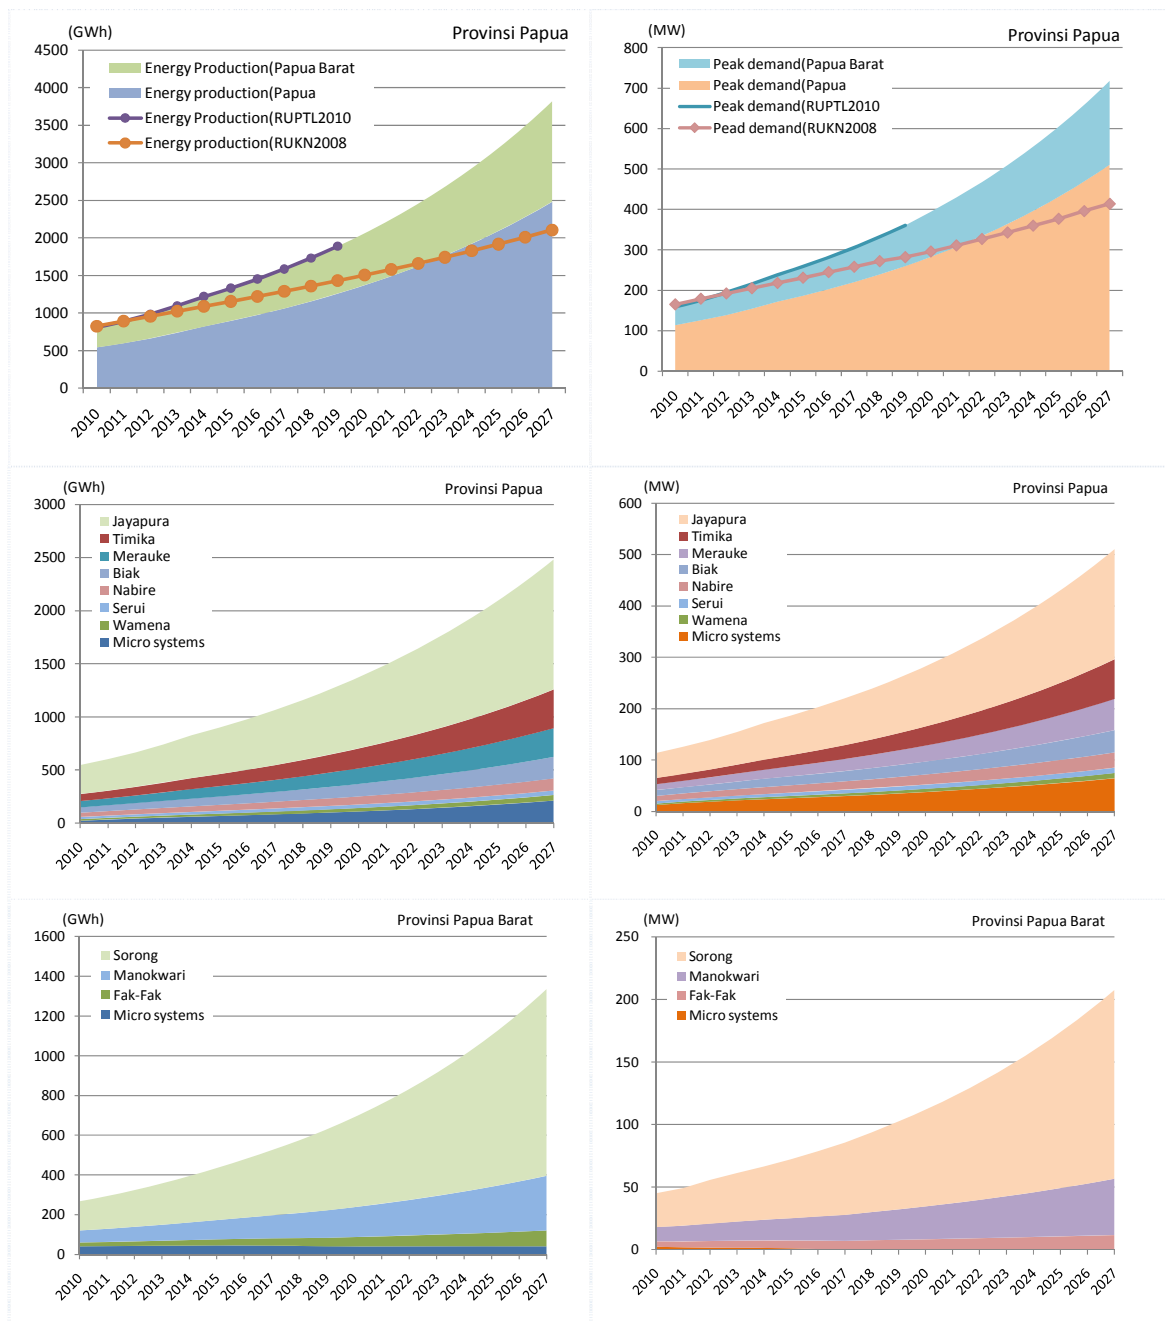 (GWh)
Provinsi Papua
4500
4000
3500
3000
2500
2000
1500
1000
500
0
Energy Production(Papua Barat
Energy production(Papua
Energy Production(RUPTL2010
Energy production(RUKN2008
2010 2011 2012 2013 2014 2015 2016 2017 2018 2019 2020 2021 2022 2023 2024 2025 2026 2027
(MW)
Provinsi Papua
800
700
600
500
400
300
200
100
0
Peak demand(Papua Barat
Peak demand(Papua
Peak demand(RUPTL2010
Pead demand(RUKN2008
2010 2011 2012 2013 2014 2015 2016 2017 2018 2019 2020 2021 2022 2023 2024 2025 2026 2027
(GWh)
Provinsi Papua
3000
2500
2000
1500
1000
500
0
Jayapura
Timika
Merauke
Biak
Nabire
Serui
Wamena
Micro systems
2010 2011 2012 2013 2014 2015 2016 2017 2018 2019 2020 2021 2022 2023 2024 2025 2026 2027
(MW)
Provinsi Papua
600
500
400
300
200
100
0
Jayapura
Timika
Merauke
Biak
Nabire
Serui
Wamena
Micro systems
2010 2011 2012 2013 2014 2015 2016 2017 2018 2019 2020 2021 2022 2023 2024 2025 2026 2027
(GWh)
Provinsi Papua Barat
1600
1400
1200
1000
800
600
400
200
0
Sorong
Manokwari
Fak-Fak
Micro systems
2010 2011 2012 2013 2014 2015 2016 2017 2018 2019 2020 2021 2022 2023 2024 2025 2026 2027
(MW)
Provinsi Papua Barat
250
200
150
100
50
0
Sorong
Manokwari
Fak-Fak
Micro systems
2010 2011 2012 2013 2014 2015 2016 2017 2018 2019 2020 2021 2022 2023 2024 2025 2026 2027